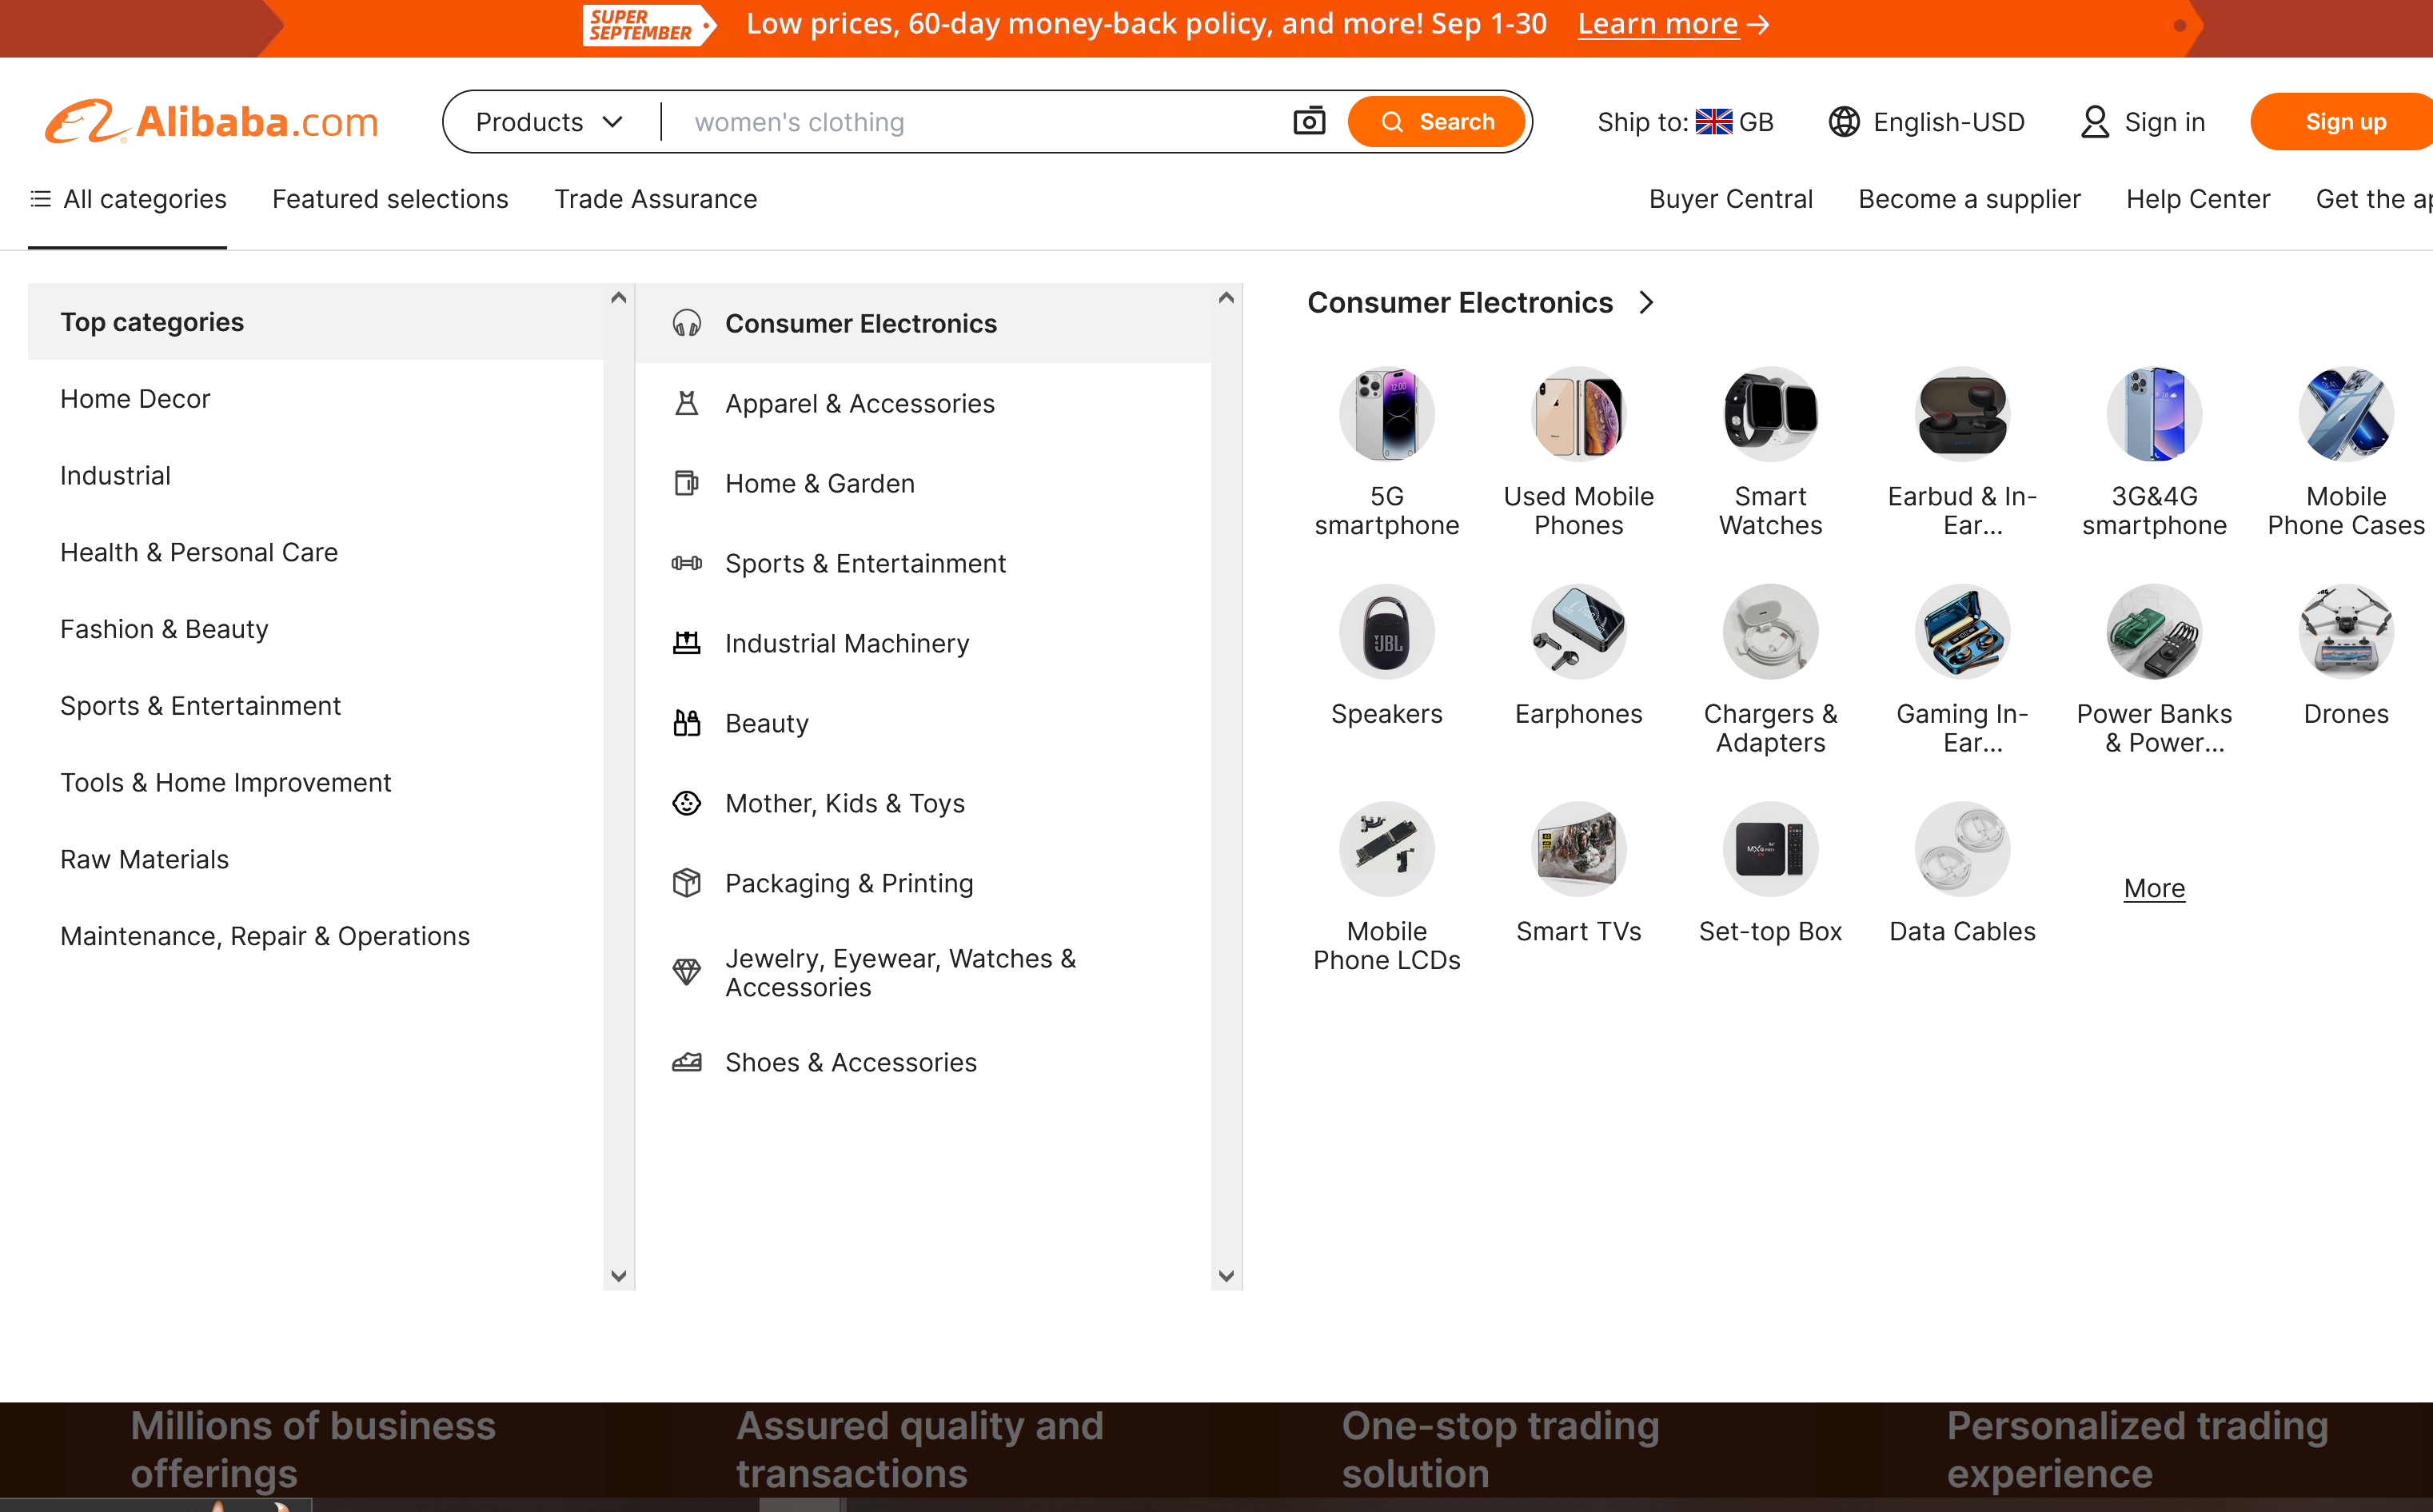 SUPER
SEPTEMBER
Low prices, 60-day money-back policy, and more! Sep 1-30 Learn more
Alibaba.com
Products
women's clothing
Search
Ship to: GB
English-USD
Sign in
Sign up
All categories
Featured selections
Trade Assurance
Buyer Central
Become a supplier
Help Center
Get the
Top categories
Home Decor
Industrial
Health & Personal Care
Fashion & Beauty
Sports & Entertainment
Tools & Home Improvement
Raw Materials
Maintenance, Repair & Operations
Consumer Electronics
Apparel & Accessories
Home & Garden
Sports & Entertainment
Industrial Machinery
Beauty
Mother, Kids & Toys
Packaging & Printing
Jewelry, Eyewear, Watches &
Accessories
Shoes & Accessories
Consumer Electronics
5G
smartphone
Used Mobile
Phones
Smart
Watches
Earbud & In-
Ear...
3G&4G
smartphone
Mobile
Phone Cases
JBL
Speakers
Earphones
Chargers &
Adapters
Gaming In-
Ear...
Power Banks
& Power...
Drones
Mobile
Phone LCDs
Smart TVs
Set-top Box
Data Cables
More
Millions of business
offerings
Assured quality and
transactions
One-stop trading
solution
Personalized trading
experience